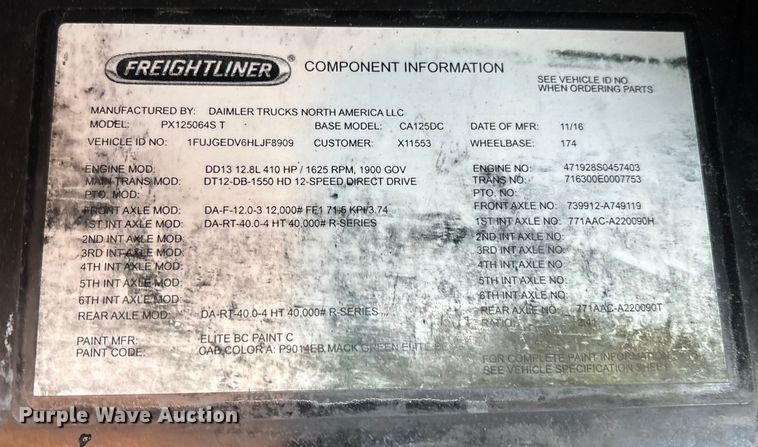 FREIGHTLINER® COMPONENT INFORMATION
SEE VEHICLE ID NO.
WHEN ORDERING PARTS
MANUFACTURED BY: DAIMLER TRUCKS NORTH AMERICA LLC
MODEL: PX125064S T BASE MODEL: CA125DC DATE OF MFR: 11/16
VEHICLE ID NO: 1FUJGEDV6HLJF8909 CUSTOMER: X11553 WHEELBASE: 174
ENGINE MOD: DD13 12.8L 410 HP / 1625 RPM, 1900 GOV ENGINE NO: 471928S0457403
MAIN TRANS MOD: DT12-DB-1550 HD 12-SPEED DIRECT DRIVE TRANS NO: 716300E0007753
PTO. MOD: PTO. NO:
FRONT AXLE MOD: DA-F-12.0-3 12,000# FF1 71.5 KPI/3.74 FRONT AXLE NO: 739912-A749119
1ST INT AXLE MOD: DA-RT-40.0-4 HT 40,000# R-SERIES 1ST INT AXLE NO: 771AAC-A220090H
2ND INT AXLE MOD: 2ND INT AXLE NO:
3RD INT AXLE MOD: 3RD INT AXLE NO:
4TH INT AXLE MOD: 4TH INT AXLE NO:
5TH INT AXLE MOD: 5TH INT AXLE NO:
6TH INT AXLE MOD: 6TH INT AXLE NO:
REAR AXLE MOD: DA-RT-40.0-4 HT 40,000# R-SERIES REAR AXLE NO: 771AAC-A220090T
RATIO:
PAINT MFR: ELITE BC PAINT C
PAINT CODE: CAB COLOR A: P9014EB MACK GREEN ELITE
FOR COMPLETE PAINT INFORMATION
SEE VEHICLE SPECIFICATION SHEET
Purple Wave Auction